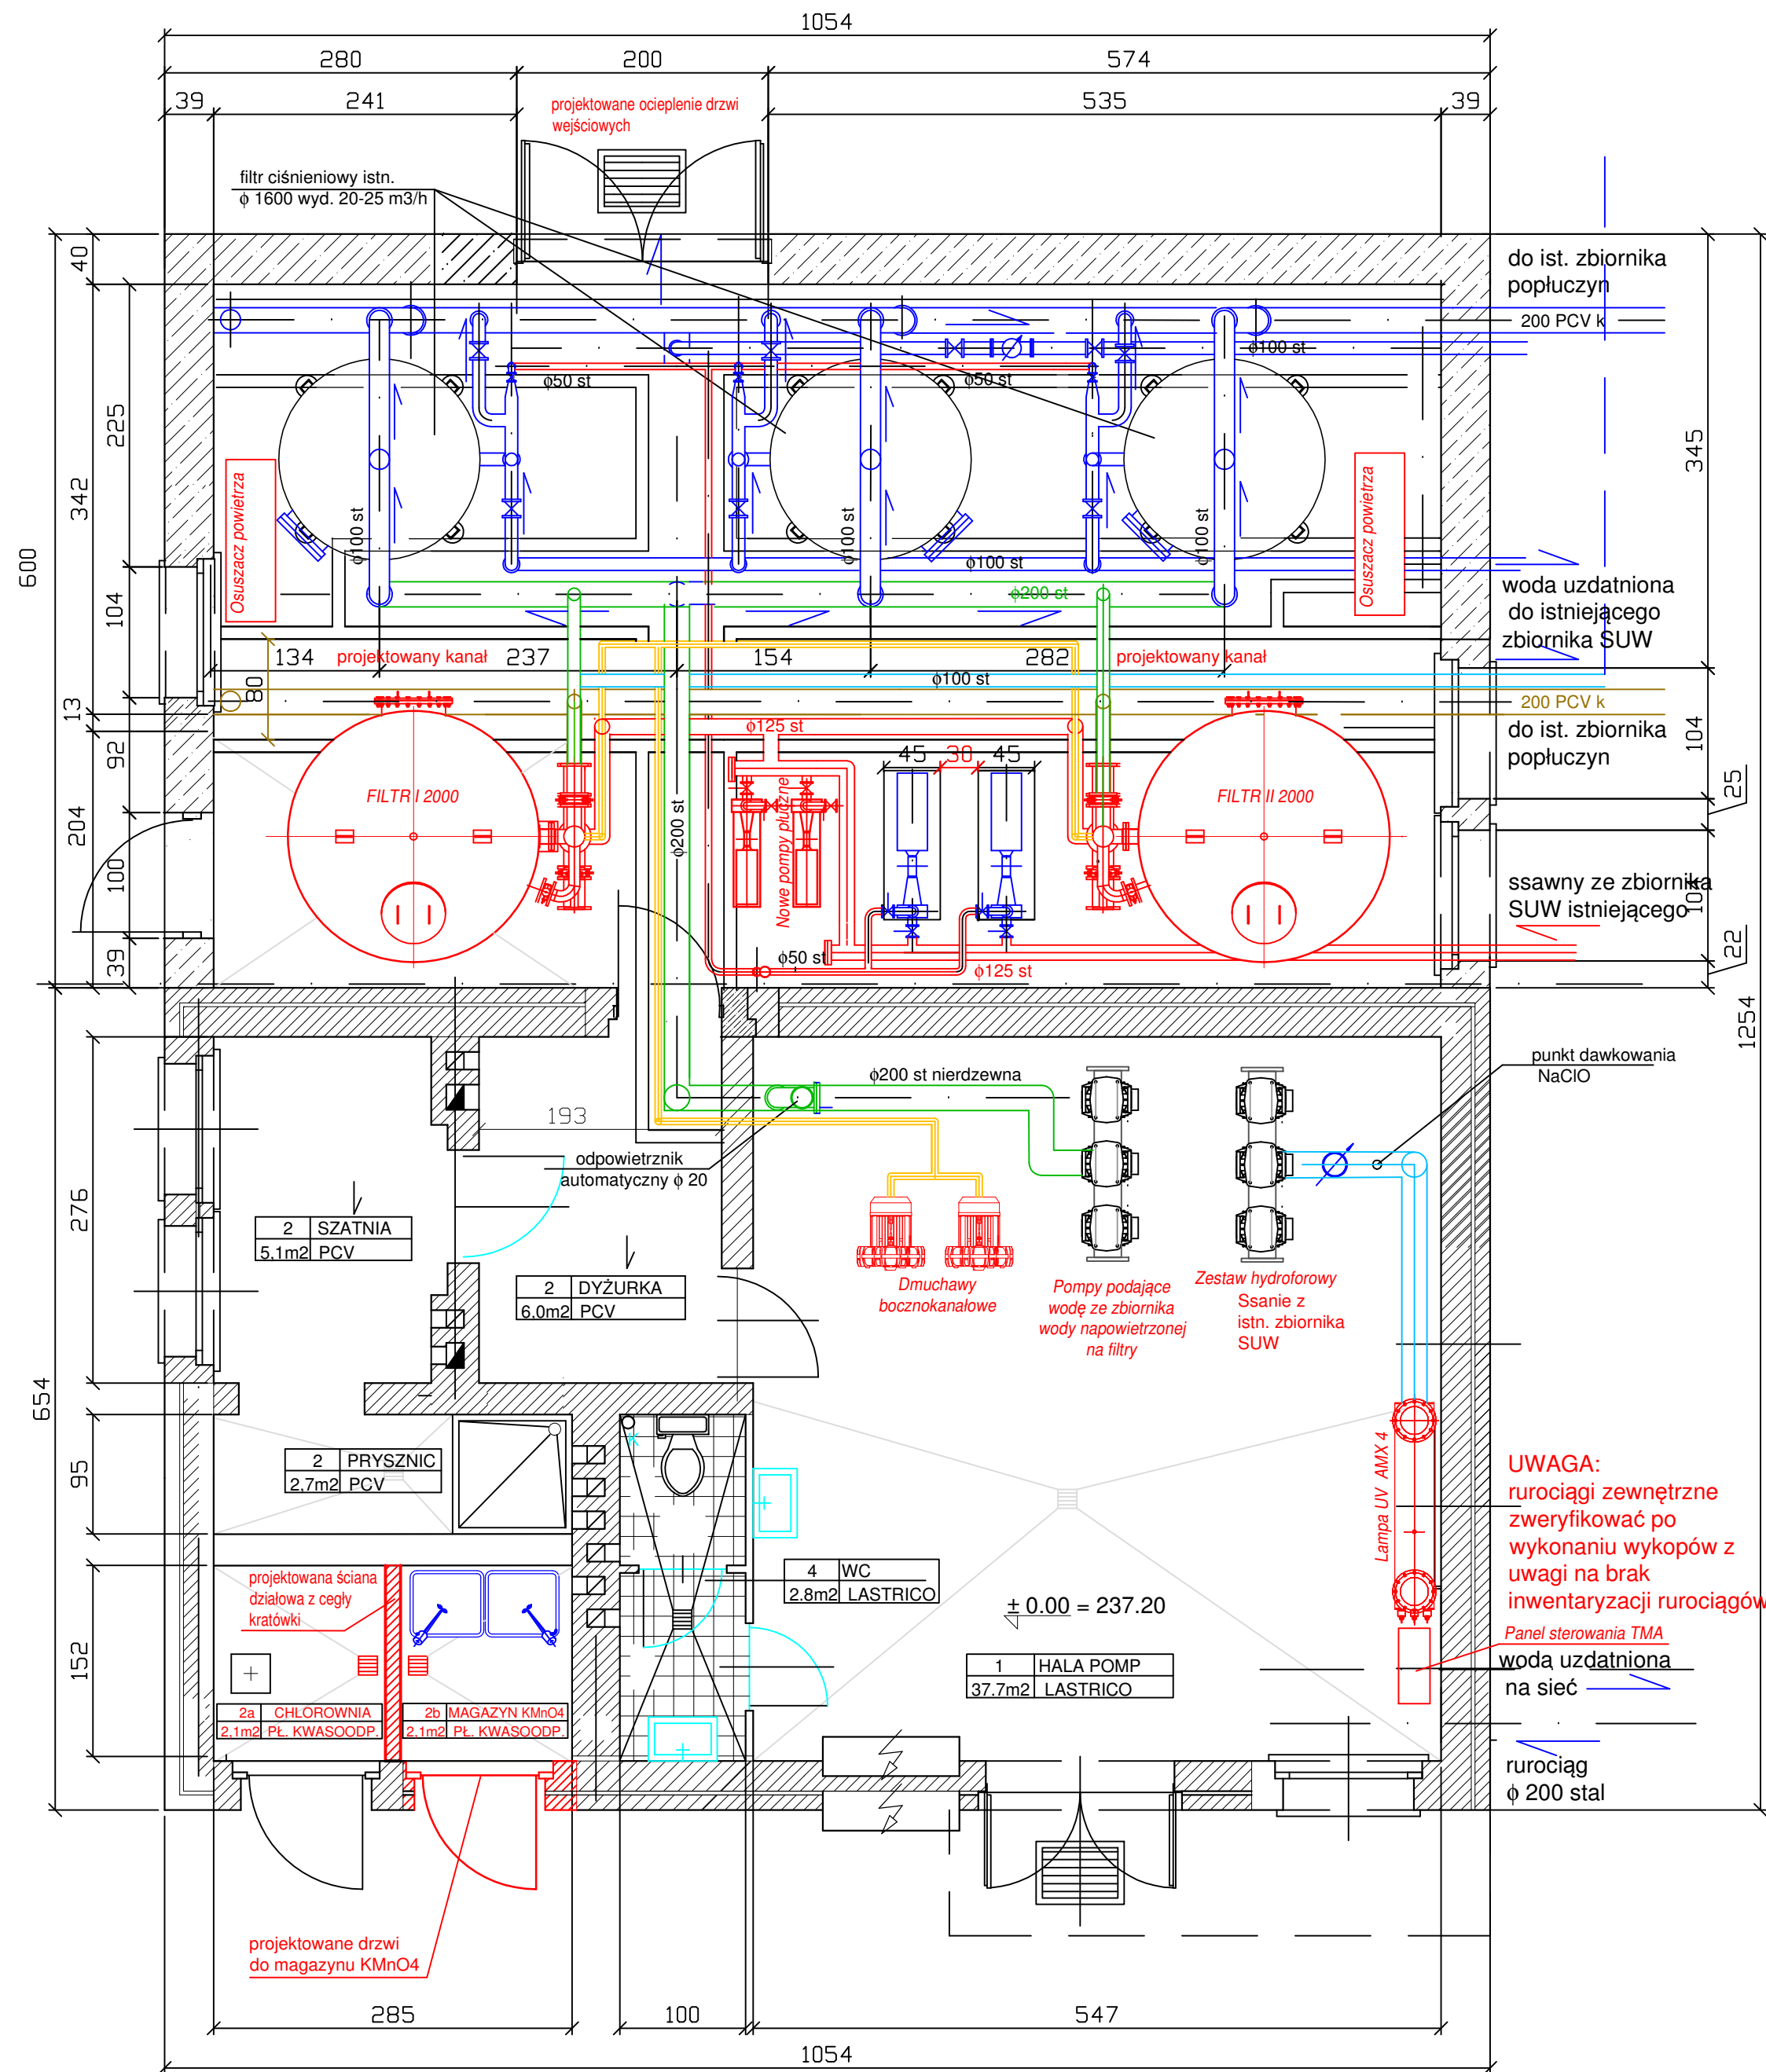 1054
280
200
574
39
241
projektowane ocieplenie drzwi
wejściowych
535
39
filtr ciśnieniowy istn.
ϕ 1600 wyd. 20-25 m3/h
40
do ist. zbiornika
popłuczyn
200 PCV k
ϕ100 st
ϕ50 st
ϕ50 st
225
342
345
600
Osuszacz powietrza
Osuszacz powietrza
ϕ100 st
ϕ100 st
ϕ100 st
ϕ100 st
104
ϕ200 st
woda uzdatniona
do istniejącego
zbiornika SUW
134
projektowany kanał
237
154
282
projektowany kanał
80
ϕ100 st
200 PCV k
13
ϕ125 st
do ist. zbiornika
popłuczyn
92
104
45
30
45
25
FILTR I 2000
FILTR II 2000
Nowe pompy płuczne
204
ϕ200 st
100
ssawny ze zbiornika
SUW istniejącego
104
39
22
ϕ50 st
ϕ125 st
1254
punkt dawkowania
NaClO
ϕ200 st nierdzewna
193
odpowietrznik
automatyczny ϕ 20
276
2 SZATNIA
5,1m2 PCV
2 DYŻURKA
6.0m2 PCV
Dmuchawy
bocznokanałowe
Pompy podające
wodę ze zbiornika
wody napowietrzonej
na filtry
Zestaw hydroforowy
Ssanie z
istn. zbiornika
SUW
654
95
2 PRYSZNIC
2,7m2 PCV
Lampa UV AMX 4
UWAGA:
rurociągi zewnętrzne
zweryfikować po
wykonaniu wykopów z
uwagi na brak
inwentaryzacji rurociągów
projektowana ściana
działowa z cegły
kratówki
4 WC
2.8m2 LASTRICO
± 0.00 = 237.20
152
Panel sterowania TMA
woda uzdatniona
na sieć
1 HALA POMP
37.7m2 LASTRICO
2a CHLOROWNIA
2,1m2 PŁ. KWASOODP.
2b MAGAZYN KMnO4
2,1m2 PŁ. KWASOODP.
rurociąg
ϕ 200 stal
projektowane drzwi
do magazynu KMnO4
285
100
547
1054